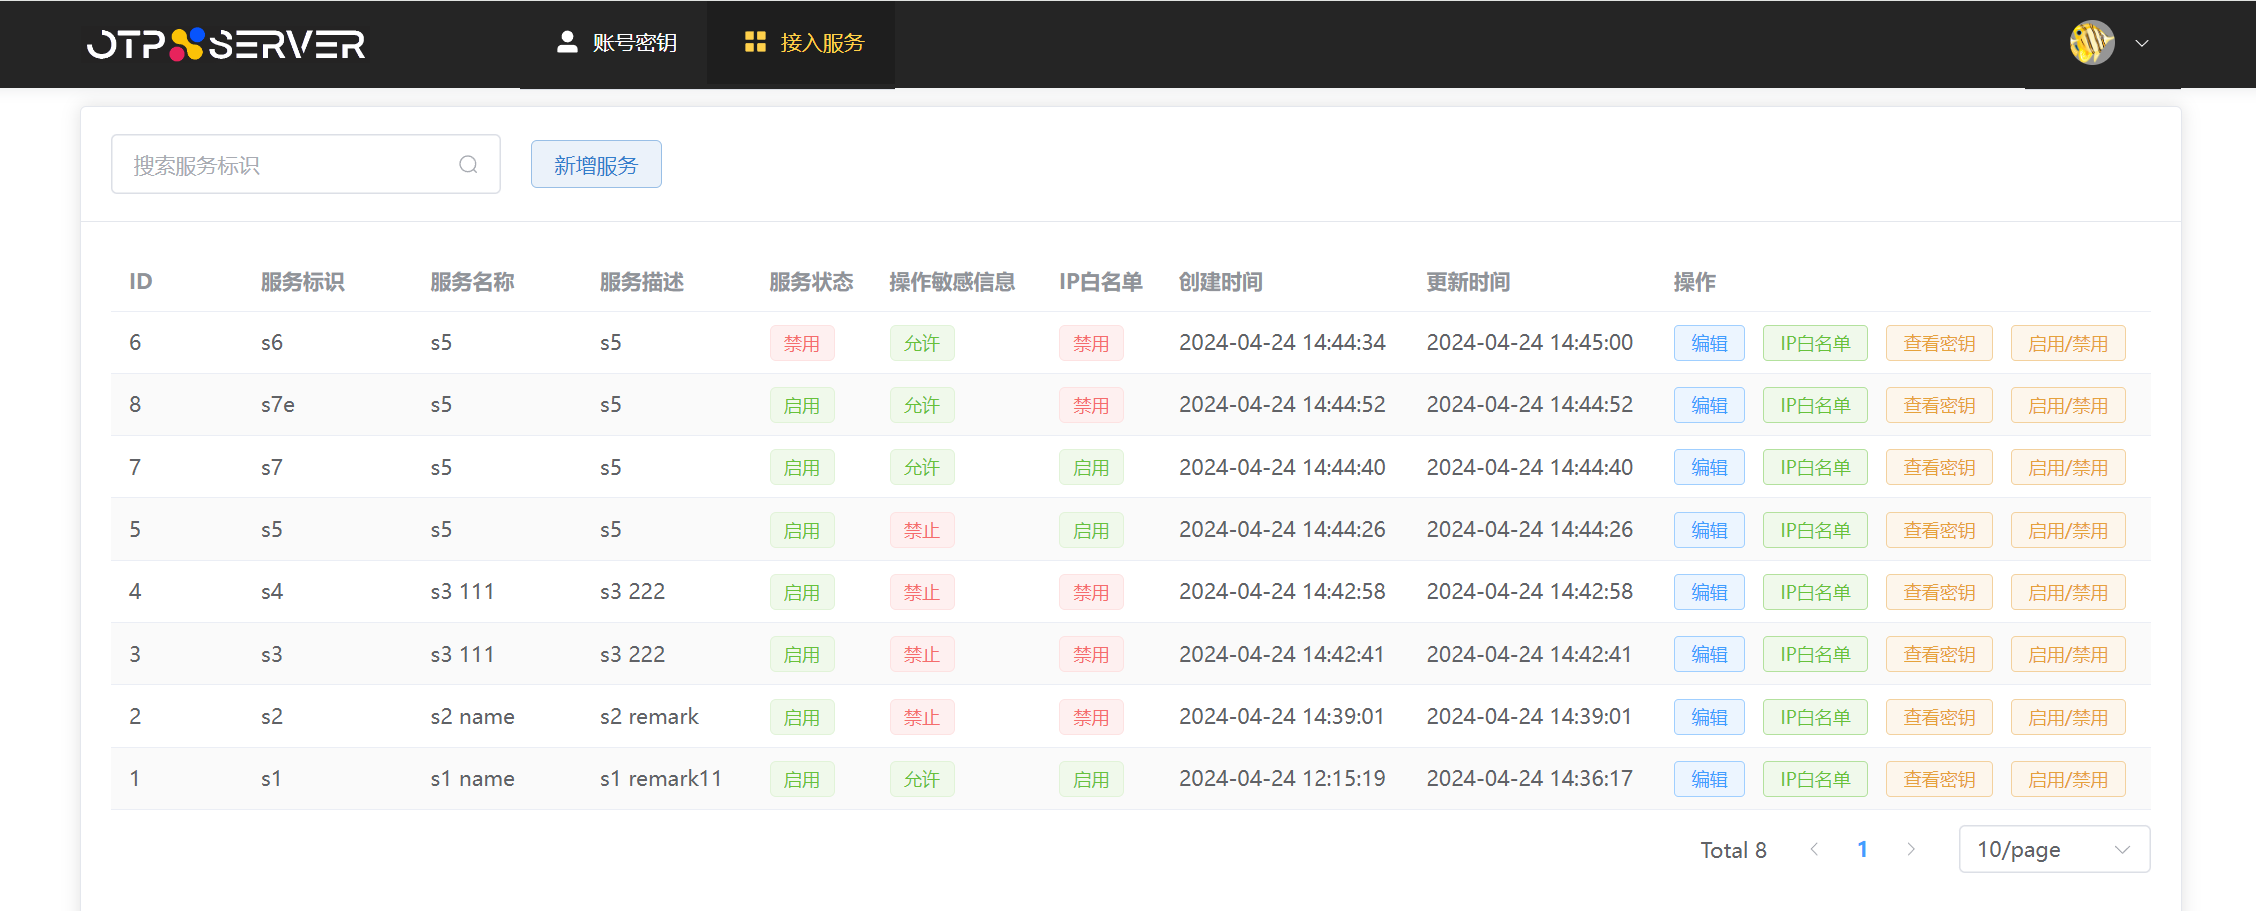 OTP SERVER 账号密钥 接入服务
搜索服务标识 新增服务
ID 服务标识 服务名称 服务描述 服务状态 操作敏感信息 IP白名单 创建时间 更新时间 操作
6 s6 s5 s5 禁用 允许 禁用 2024-04-24 14:44:34 2024-04-24 14:45:00 编辑 IP白名单 查看密钥 启用/禁用
8 s7e s5 s5 启用 允许 禁用 2024-04-24 14:44:52 2024-04-24 14:44:52 编辑 IP白名单 查看密钥 启用/禁用
7 s7 s5 s5 启用 允许 启用 2024-04-24 14:44:40 2024-04-24 14:44:40 编辑 IP白名单 查看密钥 启用/禁用
5 s5 s5 s5 启用 禁止 启用 2024-04-24 14:44:26 2024-04-24 14:44:26 编辑 IP白名单 查看密钥 启用/禁用
4 s4 s3 111 s3 222 启用 禁止 禁用 2024-04-24 14:42:58 2024-04-24 14:42:58 编辑 IP白名单 查看密钥 启用/禁用
3 s3 s3 111 s3 222 启用 禁止 禁用 2024-04-24 14:42:41 2024-04-24 14:42:41 编辑 IP白名单 查看密钥 启用/禁用
2 s2 s2 name s2 remark 启用 禁止 禁用 2024-04-24 14:39:01 2024-04-24 14:39:01 编辑 IP白名单 查看密钥 启用/禁用
1 s1 s1 name s1 remark11 启用 允许 启用 2024-04-24 12:15:19 2024-04-24 14:36:17 编辑 IP白名单 查看密钥 启用/禁用
Total 8 1 10/page